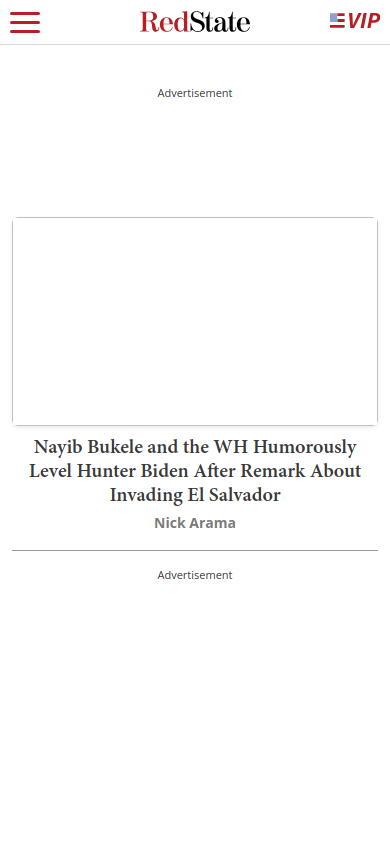 RedState
VIP
Advertisement
Nayib Bukele and the WH Humorously
Level Hunter Biden After Remark About
Invading El Salvador
Nick Arama
Advertisement